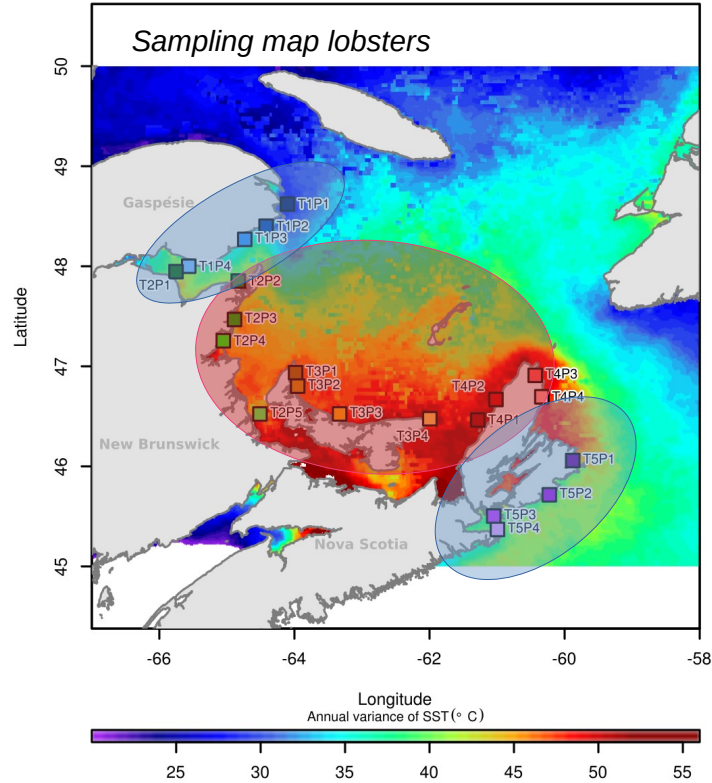 Sampling map lobsters
50
49
48
47
46
45
Latitude
Gaspésie
T1P1
T1P2
T1P3
T1P4
T2P1
T2P2
T2P3
T2P4
T3P1
T3P2
T4P3
T4P2
T4P4
T2P5
T3P3
T4P1
T3P4
New Brunswick
T5P1
T5P2
T5P3
T5P4
Nova Scotia
-66
-64
-62
-60
-58
Longitude
Annual variance of SST(° C)
25
30
35
40
45
50
55